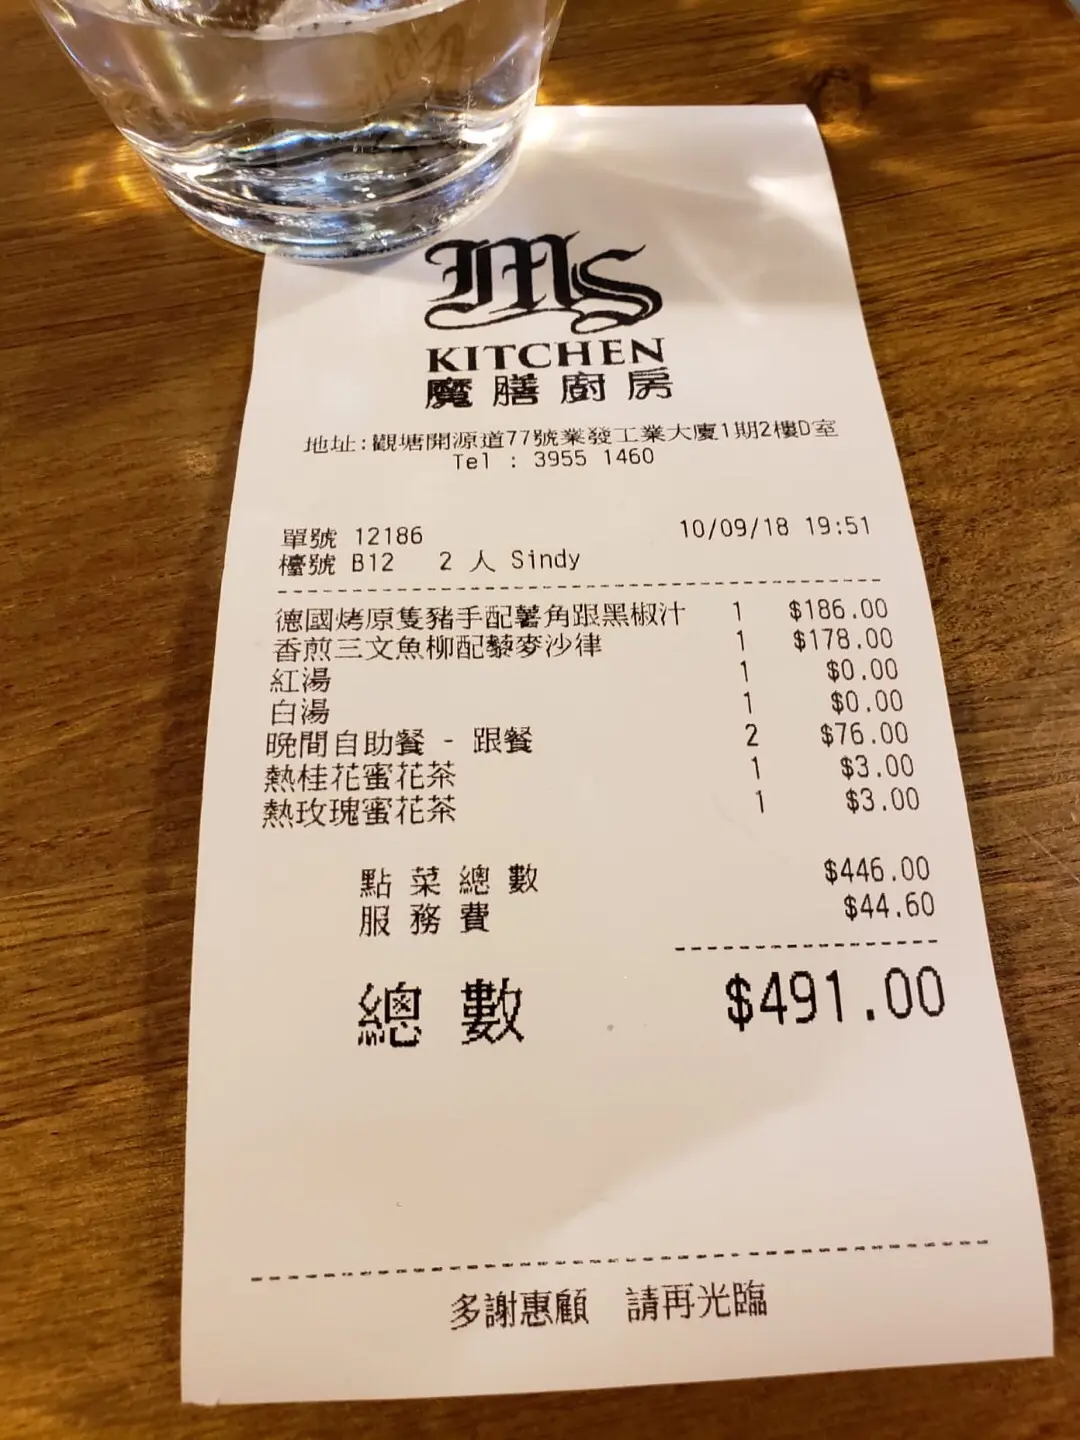 MS
KITCHEN
魔膳廚房
地址:觀塘開源道77號業發工業大廈1期2樓D室
Tel : 3955 1460
單號 12186 10/09/18 19:51
檯號 B12 2 人 Sindy
德國烤原隻豬手配薯角跟黑椒汁 1 $186.00
香煎三文魚柳配藜麥沙律 1 $178.00
紅湯 1 $0.00
白湯 1 $0.00
晚間自助餐 - 跟餐 2 $76.00
熱桂花蜜花茶 1 $3.00
熱玫瑰蜜花茶 1 $3.00
點菜總數 $446.00
服務費 $44.60
總數 $491.00
多謝惠顧 請再光臨